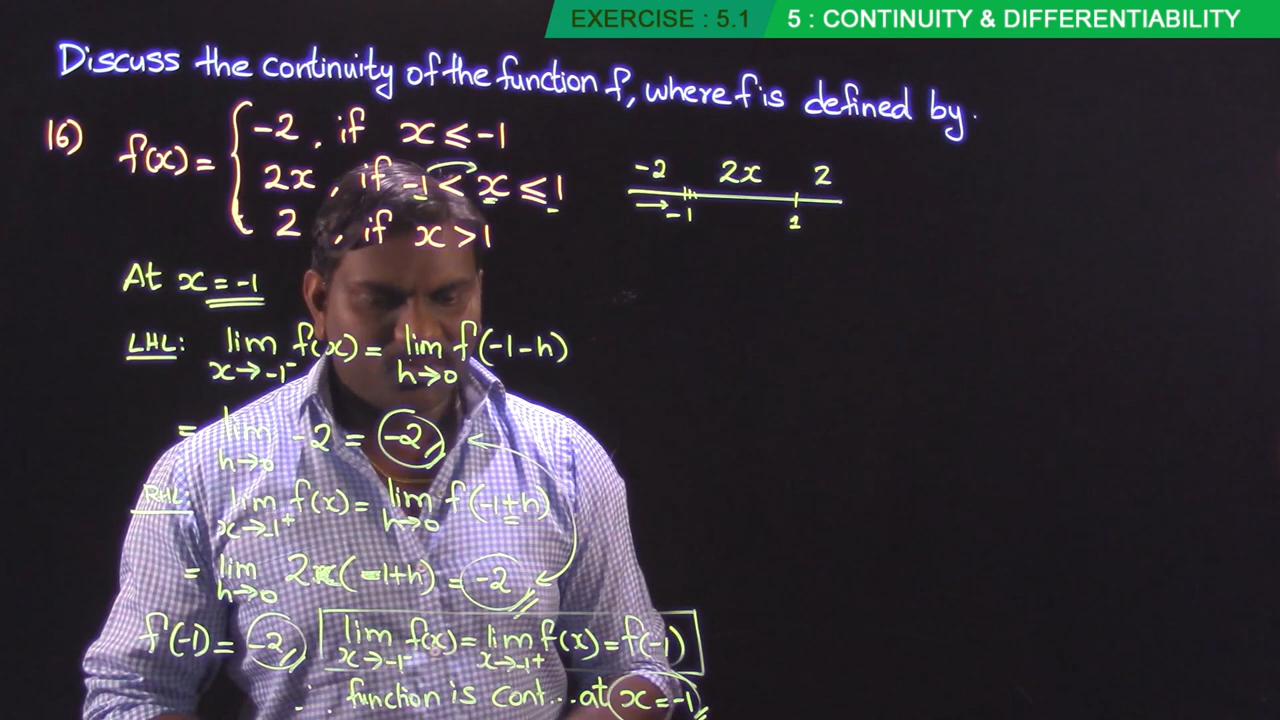 EXERCISE : 5.1
5 : CONTINUITY & DIFFERENTIABILITY
Discuss the continuity of the function f, where f is defined by.
16) f(x) = { -2 , if x ≤ -1
2x , if -1 < x ≤ 1
2 , if x > 1
-2 2x 2
-1 1
At x = -1
LHL: lim x→-1⁻ f(x) = lim h→0 f(-1-h)
= lim h→0 -2 = -2
RHL: lim x→-1⁺ f(x) = lim h→0 f(-1+h)
= lim h→0 2x(-1+h) = -2
f(-1) = -2 lim x→-1⁻ f(x) = lim x→-1⁺ f(x) = f(-1)
∴ function is cont... at x = -1